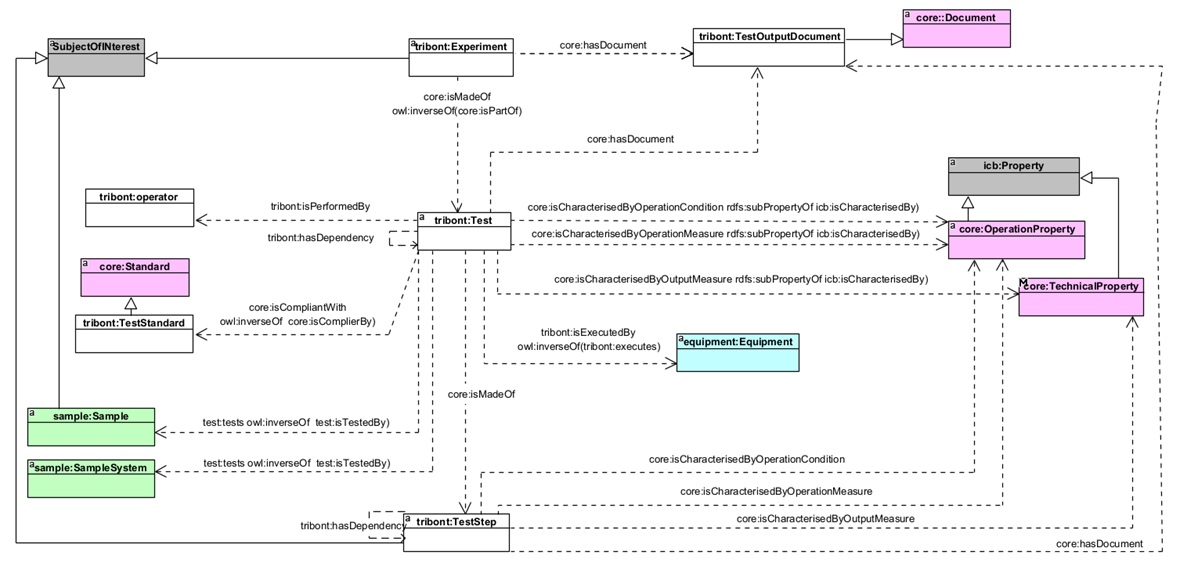 a core::Document
a SubjectOfINterest
a tribont:Experiment
core:hasDocument
tribont:TestOutputDocument
core:isMadeOf
owl:inverseOf(core:isPartOf)
core:hasDocument
a icb:Property
tribont:operator
tribont:isPerformedBy
a tribont:Test
core:isCharacterisedByOperationCondition rdfs:subPropertyOf icb:isCharacterisedBy)
tribont:hasDependency
core:isCharacterisedByOperationMeasure rdfs:subPropertyOf icb:isCharacterisedBy)
a core:OperationProperty
a core:Standard
core:isCharacterisedByOutputMeasure rdfs:subPropertyOf icb:isCharacterisedBy)
core:TechnicalProperty
core:isCompliantWith
owl:inverseOf core:isComplierBy)
tribont:TestStandard
tribont:isExecutedBy
owl:inverseOf(tribont:executes)
a equipment:Equipment
core:isMadeOf
a sample:Sample
test:tests owl:inverseOf test:isTestedBy)
a sample:SampleSystem
test:tests owl:inverseOf test:isTestedBy)
core:isCharacterisedByOperationCondition
core:isCharacterisedByOperationMeasure
tribont:hasDependency
a tribont:TestStep
core:isCharacterisedByOutputMeasure
core:hasDocument